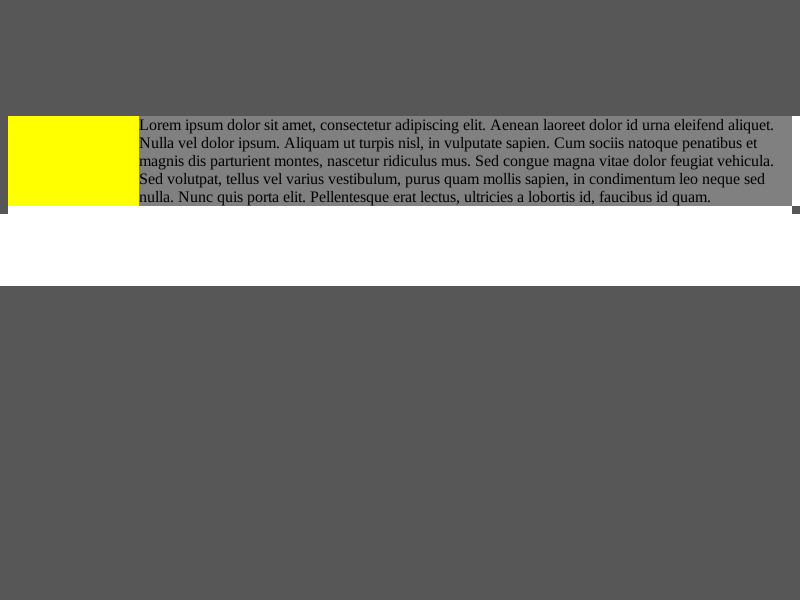 Lorem ipsum dolor sit amet, consectetur adipiscing elit. Aenean laoreet dolor id urna eleifend aliquet.
Nulla vel dolor ipsum. Aliquam ut turpis nisl, in vulputate sapien. Cum sociis natoque penatibus et
magnis dis parturient montes, nascetur ridiculus mus. Sed congue magna vitae dolor feugiat vehicula.
Sed volutpat, tellus vel varius vestibulum, purus quam mollis sapien, in condimentum leo neque sed
nulla. Nunc quis porta elit. Pellentesque erat lectus, ultricies a lobortis id, faucibus id quam.